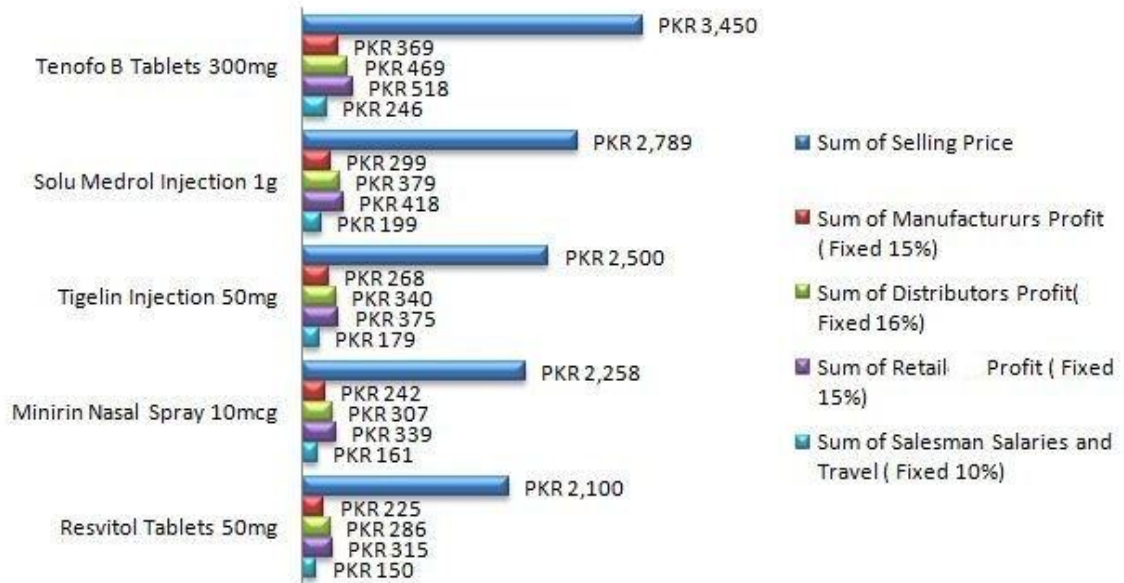 PKR 3,450
PKR 369
Tenofo B Tablets 300mg
PKR 469
PKR 518
PKR 246
PKR 2,789
PKR 299
Solu Medrol Injection 1g
PKR 379
PKR 418
PKR 199
PKR 2,500
PKR 268
Tigelin Injection 50mg
PKR 340
PKR 375
PKR 179
PKR 2,258
PKR 242
Minirin Nasal Spray 10mcg
PKR 307
PKR 339
PKR 161
PKR 2,100
PKR 225
Resvitol Tablets 50mg
PKR 286
PKR 315
PKR 150
Sum of Selling Price
Sum of Manufactururs Profit
( Fixed 15%)
Sum of Distributors Profit(
Fixed 16%)
Sum of Retail Profit ( Fixed
15%)
Sum of Salesman Salaries and
Travel ( Fixed 10%)